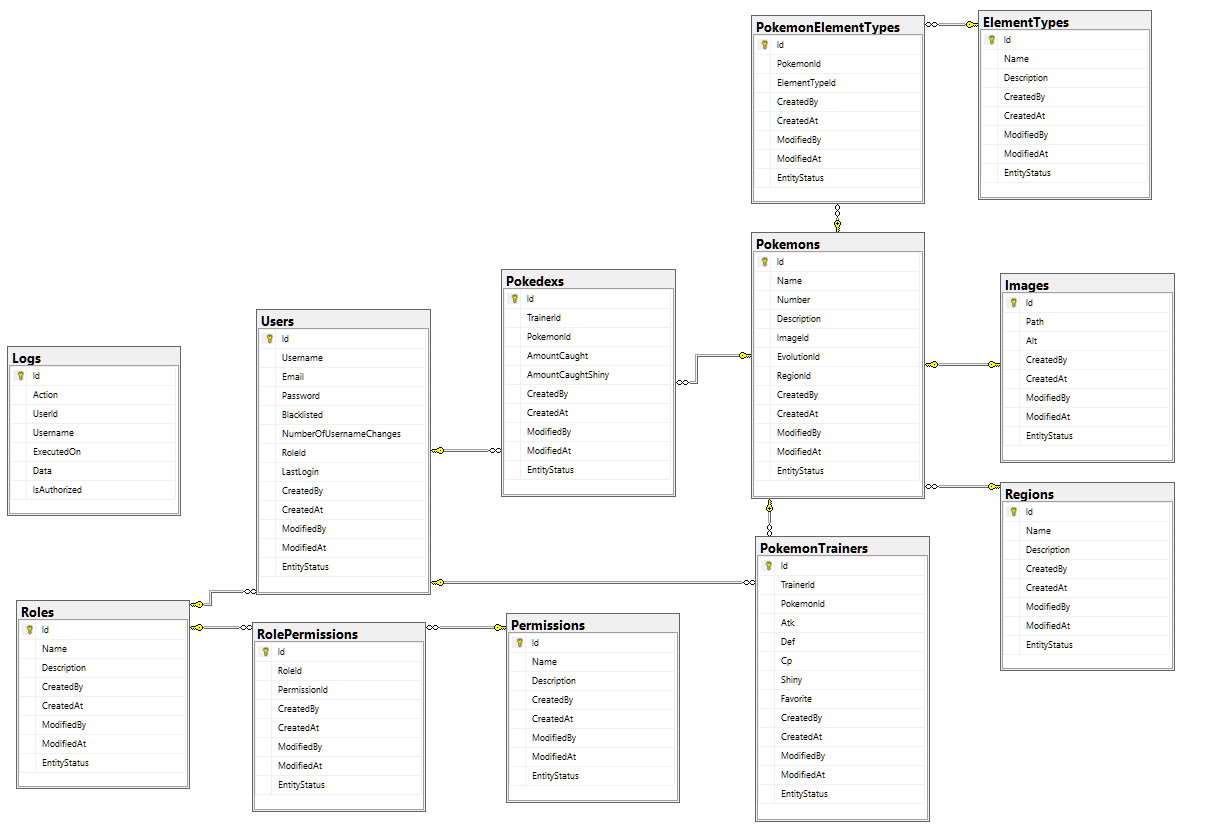 PokemonElementTypes
Id
PokemonId
ElementTypeId
CreatedBy
CreatedAt
ModifiedBy
ModifiedAt
EntityStatus
ElementTypes
Id
Name
Description
CreatedBy
CreatedAt
ModifiedBy
ModifiedAt
EntityStatus
Pokemons
Id
Name
Number
Description
ImageId
EvolutionId
RegionId
CreatedBy
CreatedAt
ModifiedBy
ModifiedAt
EntityStatus
Pokedexs
Id
TrainerId
PokemonId
AmountCaught
AmountCaughtShiny
CreatedBy
CreatedAt
ModifiedBy
ModifiedAt
EntityStatus
Images
Id
Path
Alt
CreatedBy
CreatedAt
ModifiedBy
ModifiedAt
EntityStatus
Users
Id
Username
Email
Password
Blacklisted
NumberOfUsernameChanges
RoleId
LastLogin
CreatedBy
CreatedAt
ModifiedBy
ModifiedAt
EntityStatus
Logs
Id
Action
UserId
Username
ExecutedOn
Data
IsAuthorized
Regions
Id
Name
Description
CreatedBy
CreatedAt
ModifiedBy
ModifiedAt
EntityStatus
PokemonTrainers
Id
TrainerId
PokemonId
Atk
Def
Cp
Shiny
Favorite
CreatedBy
CreatedAt
ModifiedBy
ModifiedAt
EntityStatus
Roles
Id
Name
Description
CreatedBy
CreatedAt
ModifiedBy
ModifiedAt
EntityStatus
RolePermissions
Id
RoleId
PermissionId
CreatedBy
CreatedAt
ModifiedBy
ModifiedAt
EntityStatus
Permissions
Id
Name
Description
CreatedBy
CreatedAt
ModifiedBy
ModifiedAt
EntityStatus